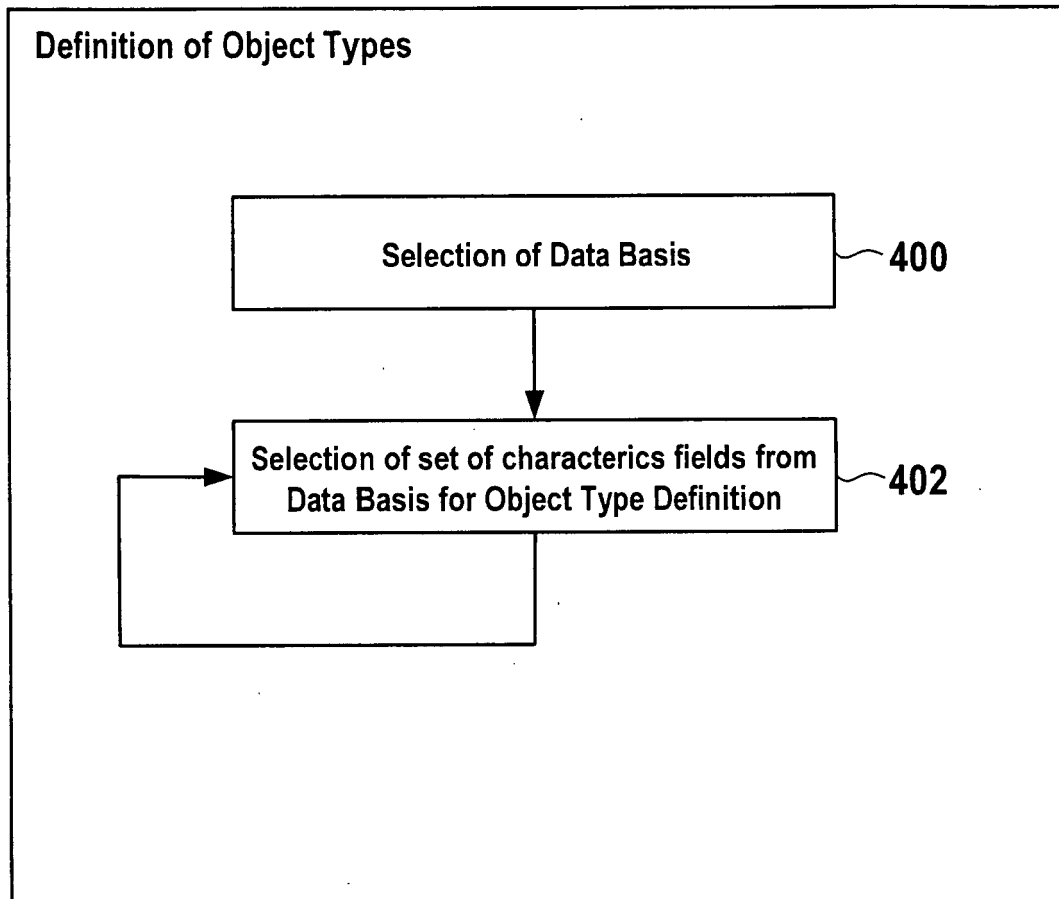 Definition of Object Types
Selection of Data Basis
400
Selection of set of characterics fields from
Data Basis for Object Type Definition
402